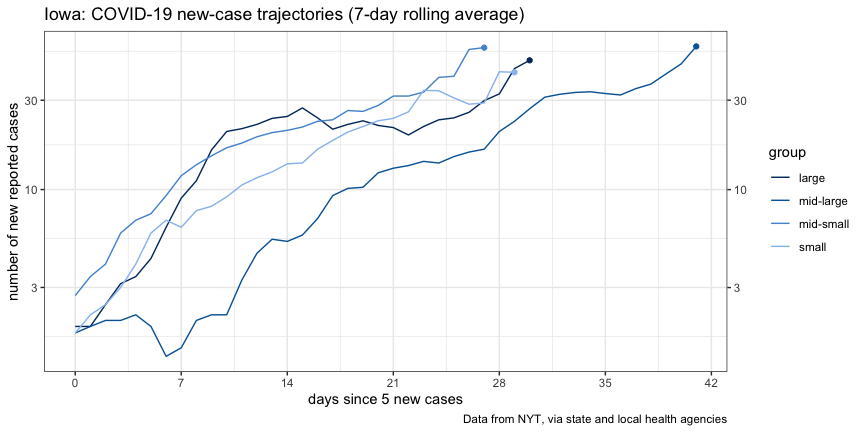 Iowa: COVID-19 new-case trajectories (7-day rolling average)
number of new reported cases
30
10
3
30
10
3
0 7 14 21 28 35 42
days since 5 new cases
group
large
mid-large
mid-small
small
Data from NYT, via state and local health agencies